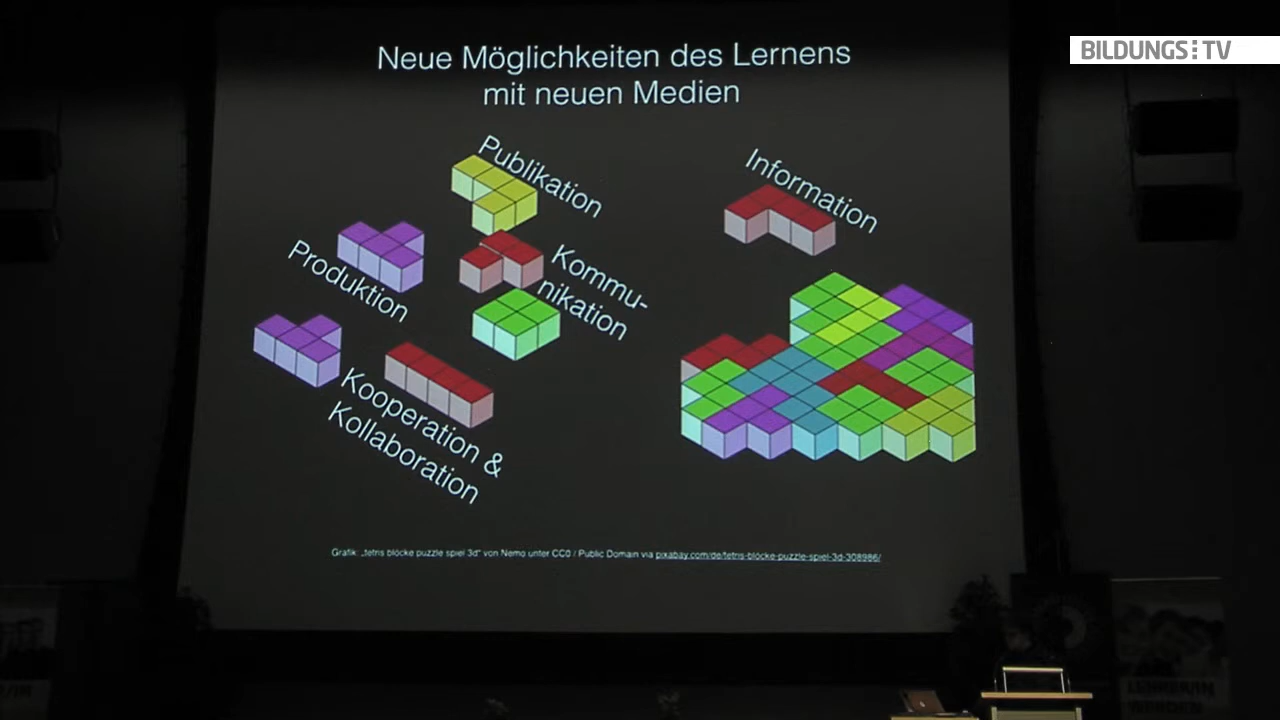 BILDUNGS:TV
Neue Möglichkeiten des Lernens
mit neuen Medien
Publikation
Information
Produktion
Kommu-
nikation
Kooperation &
Kollaboration
Grafik: „tetris blöcke puzzle spiel 3d“ von Nemo unter CC0 / Public Domain via pixabay.com/de/tetris-blöcke-puzzle-spiel-3d-308986/
LEHRERIN
WERDEN